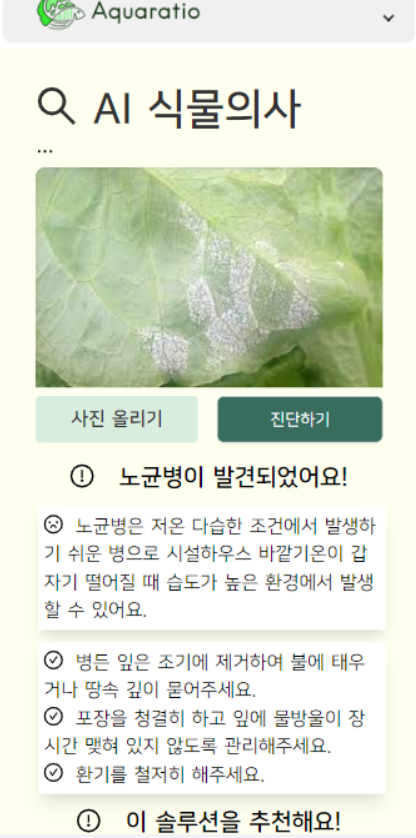 Aquaratio
AI 식물의사
...
사진 올리기
진단하기
노균병이 발견되었어요!
노균병은 저온 다습한 조건에서 발생하
기 쉬운 병으로 시설하우스 바깥기온이 갑
자기 떨어질 때 습도가 높은 환경에서 발생
할 수 있어요.
병든 잎은 조기에 제거하여 불에 태우
거나 땅속 깊이 묻어주세요.
포장을 청결히 하고 잎에 물방울이 장
시간 맺혀 있지 않도록 관리해주세요.
환기를 철저히 해주세요.
이 솔루션을 추천해요!